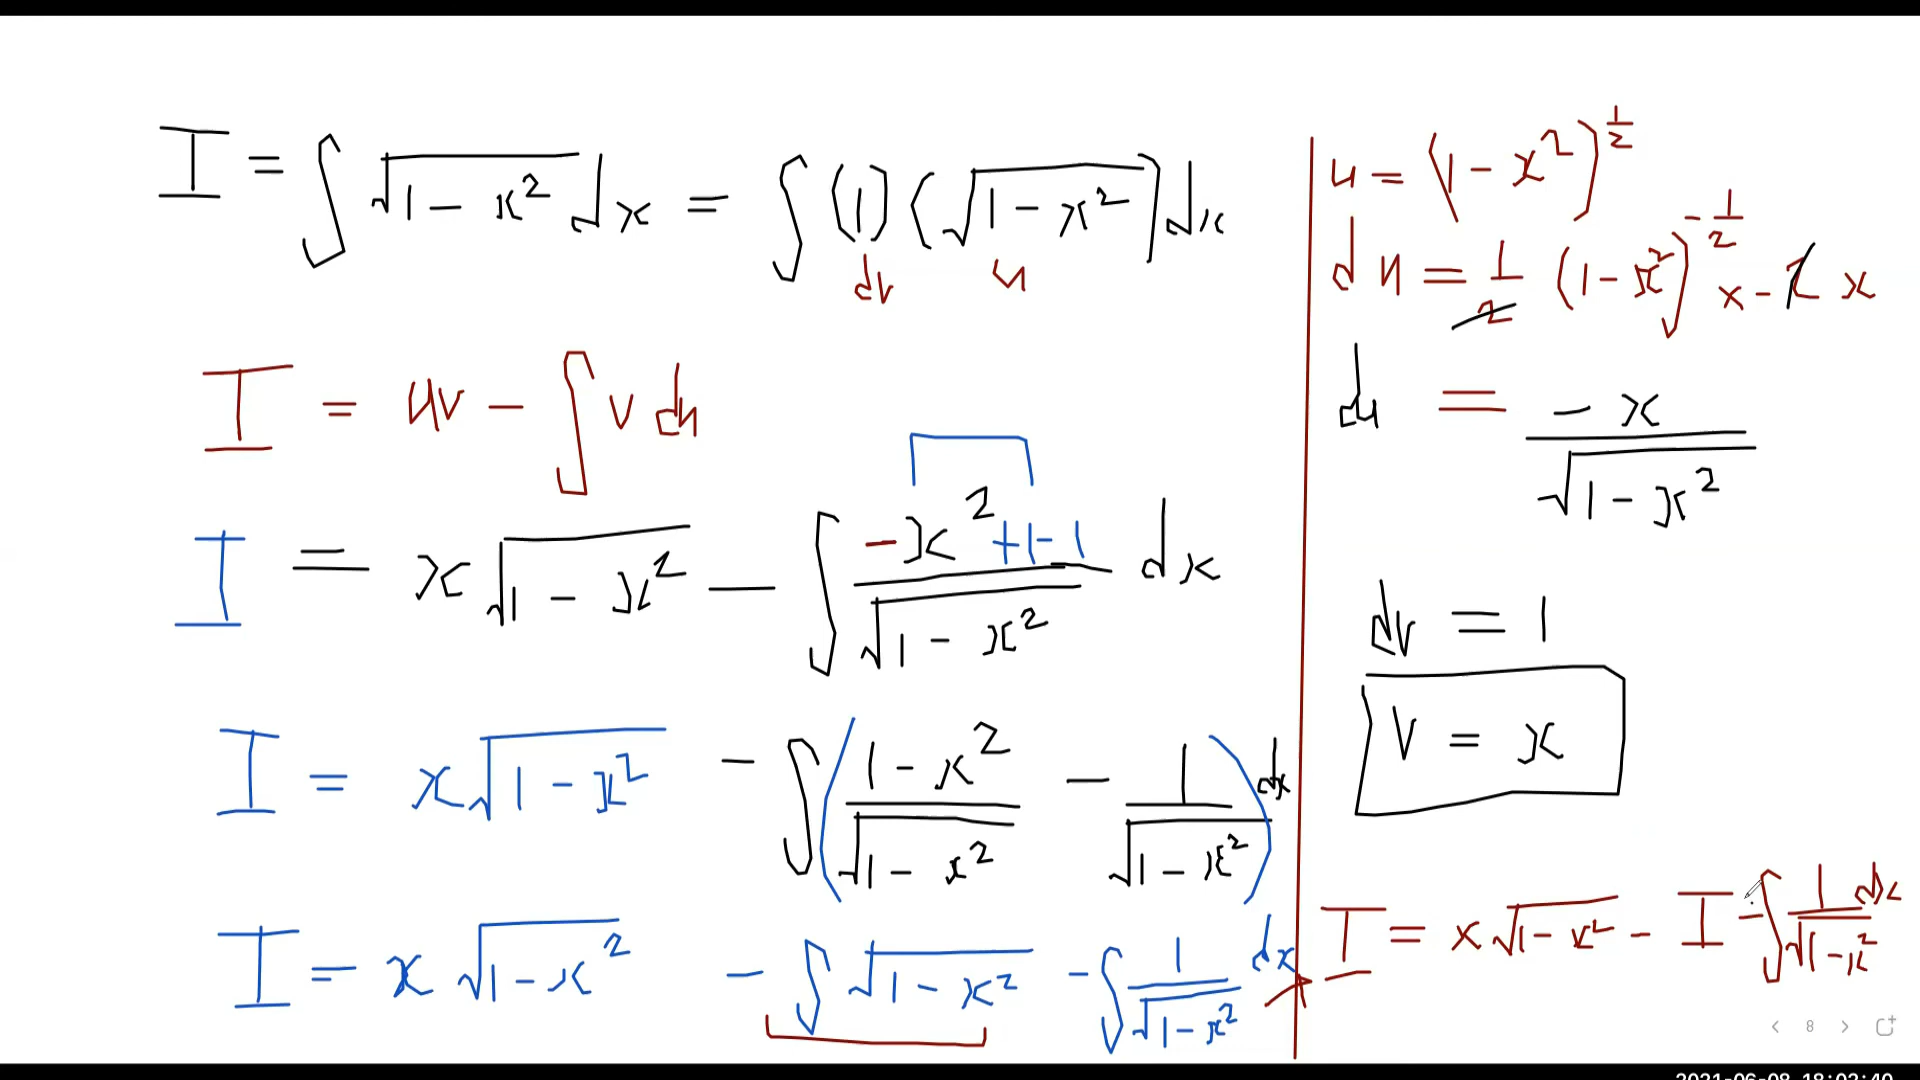 I = ∫ √(1 - x²) dx = ∫ (1) (√(1 - x²)) dx
dv u
I = uv - ∫ v du
I = x√(1 - x²) - ∫ (-x² + 1 - 1)/√(1 - x²) dx
I = x√(1 - x²) - ∫ ((1 - x²)/√(1 - x²) - 1/√(1 - x²)) dx
I = x√(1 - x²) - ∫ √(1 - x²) - ∫ 1/√(1 - x²) dx
u = (1 - x²)^(1/2)
du = 1/2 (1 - x²)^(-1/2) x - 2x
du = -x/√(1 - x²)
dv = 1
v = x
I = x√(1 - x²) - I - ∫ 1/√(1 - x²) dx
8